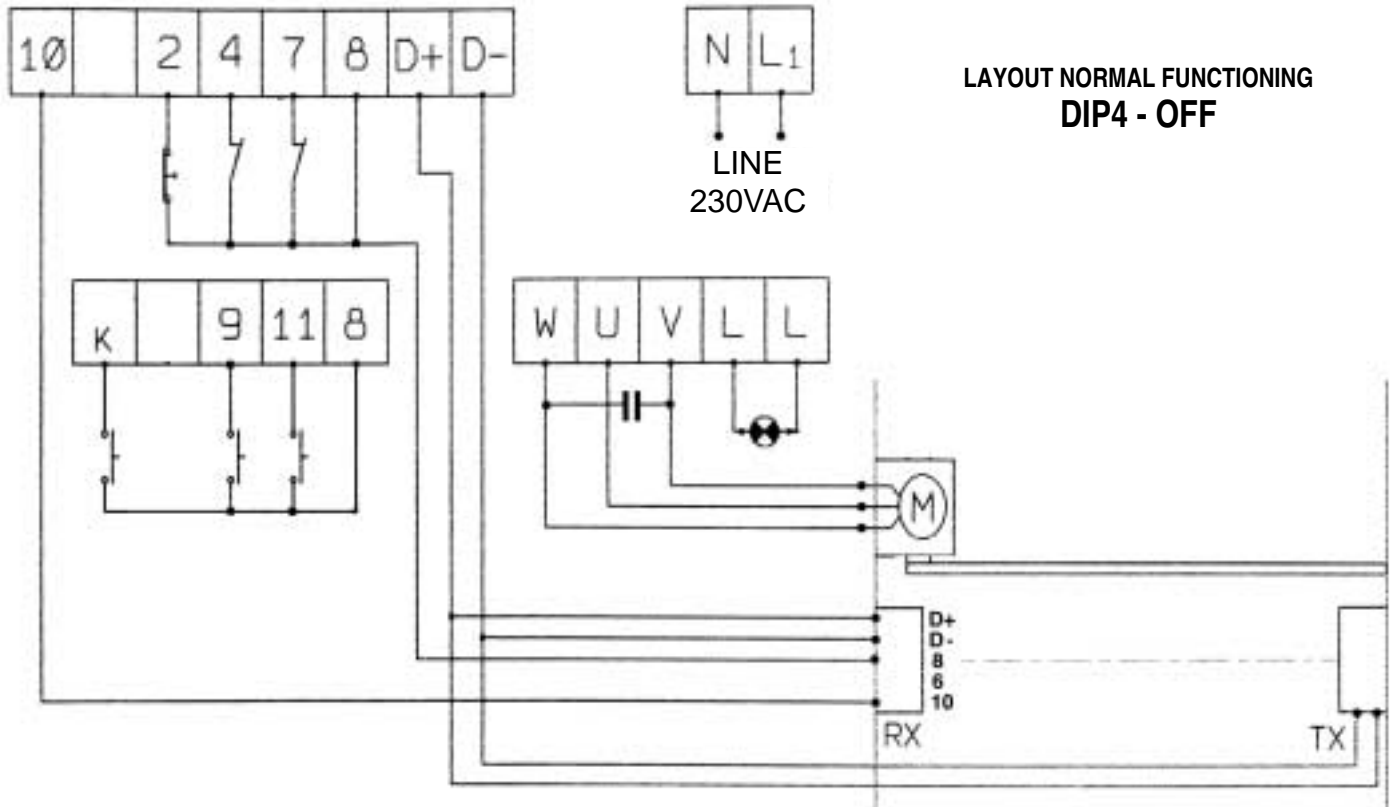 10 2 4 7 8 D+ D-
N L1
LAYOUT NORMAL FUNCTIONING
DIP4 - OFF
LINE
230VAC
K 9 11 8
W U V L L
M
D+
D-
8
6
10
RX
TX